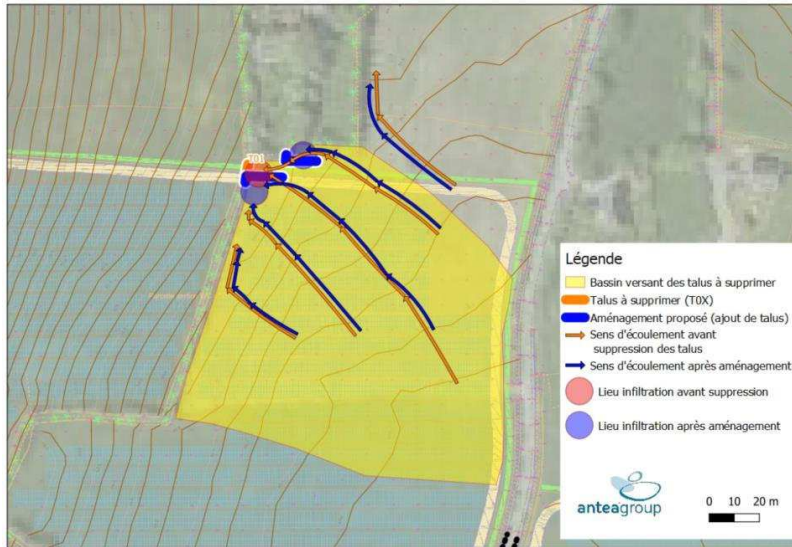 T01
Légende
Bassin versant des talus à supprimer
Talus à supprimer (T0X)
Aménagement proposé (ajout de talus)
Sens d'écoulement avant
suppression des talus
Sens d'écoulement après aménagement
Lieu infiltration avant suppression
Lieu infiltration après aménagement
anteagroup
0 10 20 m